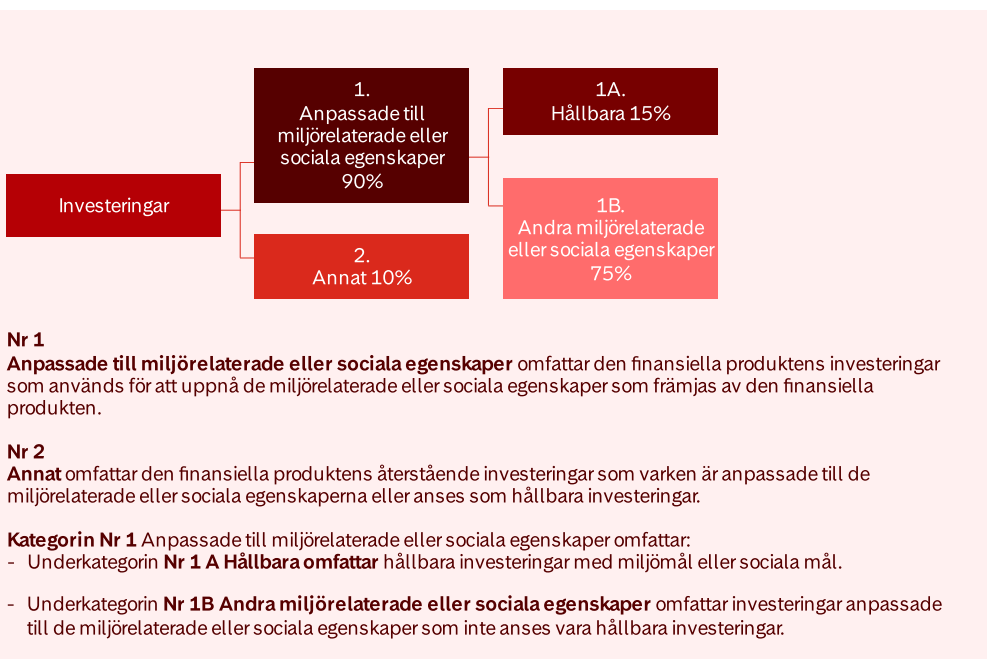 Investeringar
1.
Anpassade till
miljörelaterade eller
sociala egenskaper
90%
2.
Annat 10%
1A.
Hållbara 15%
1B.
Andra miljörelaterade
eller sociala egenskaper
75%
Nr 1
Anpassade till miljörelaterade eller sociala egenskaper omfattar den finansiella produktens investeringar
som används för att uppnå de miljörelaterade eller sociala egenskaper som främjas av den finansiella
produkten.
Nr 2
Annat omfattar den finansiella produktens återstående investeringar som varken är anpassade till de
miljörelaterade eller sociala egenskaperna eller anses som hållbara investeringar.
Kategorin Nr 1 Anpassade till miljörelaterade eller sociala egenskaper omfattar:
- Underkategorin Nr 1 A Hållbara omfattar hållbara investeringar med miljömål eller sociala mål.
- Underkategorin Nr 1B Andra miljörelaterade eller sociala egenskaper omfattar investeringar anpassade
till de miljörelaterade eller sociala egenskaper som inte anses vara hållbara investeringar.